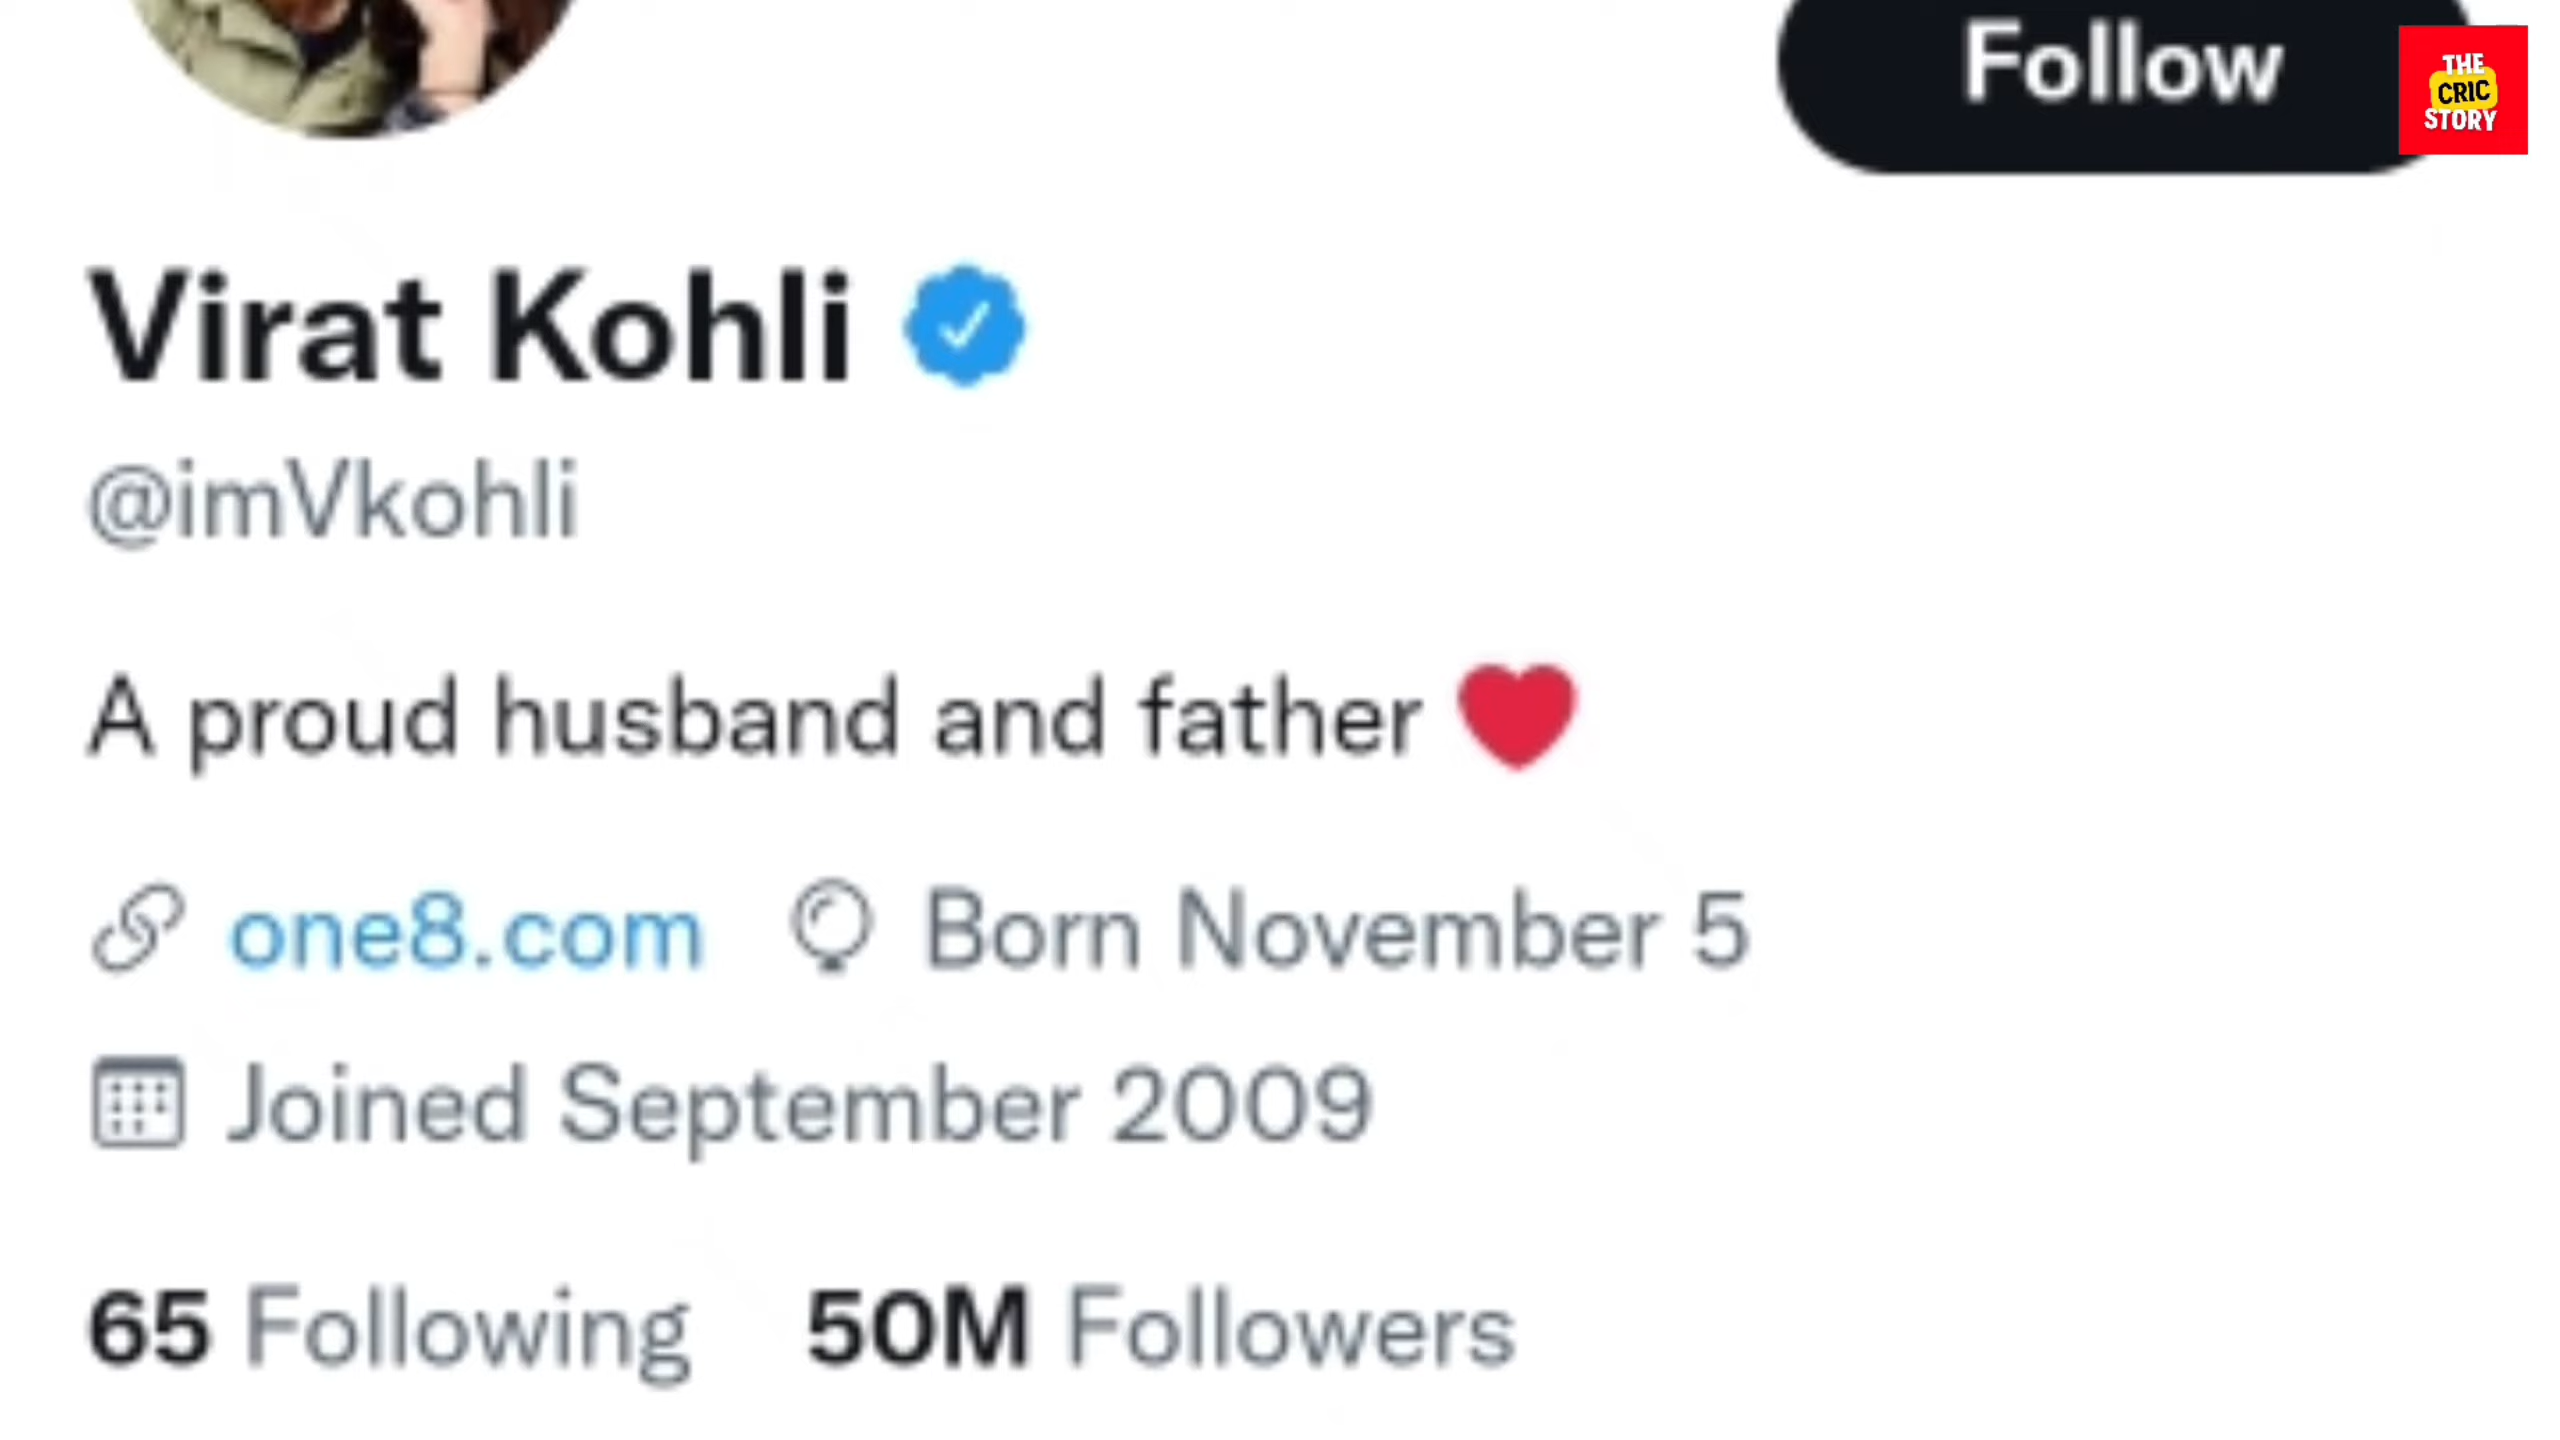 Follow
THE
CRIC
STORY
Virat Kohli
@imVkohli
A proud husband and father ❤️
one8.com Born November 5
Joined September 2009
65 Following 50M Followers